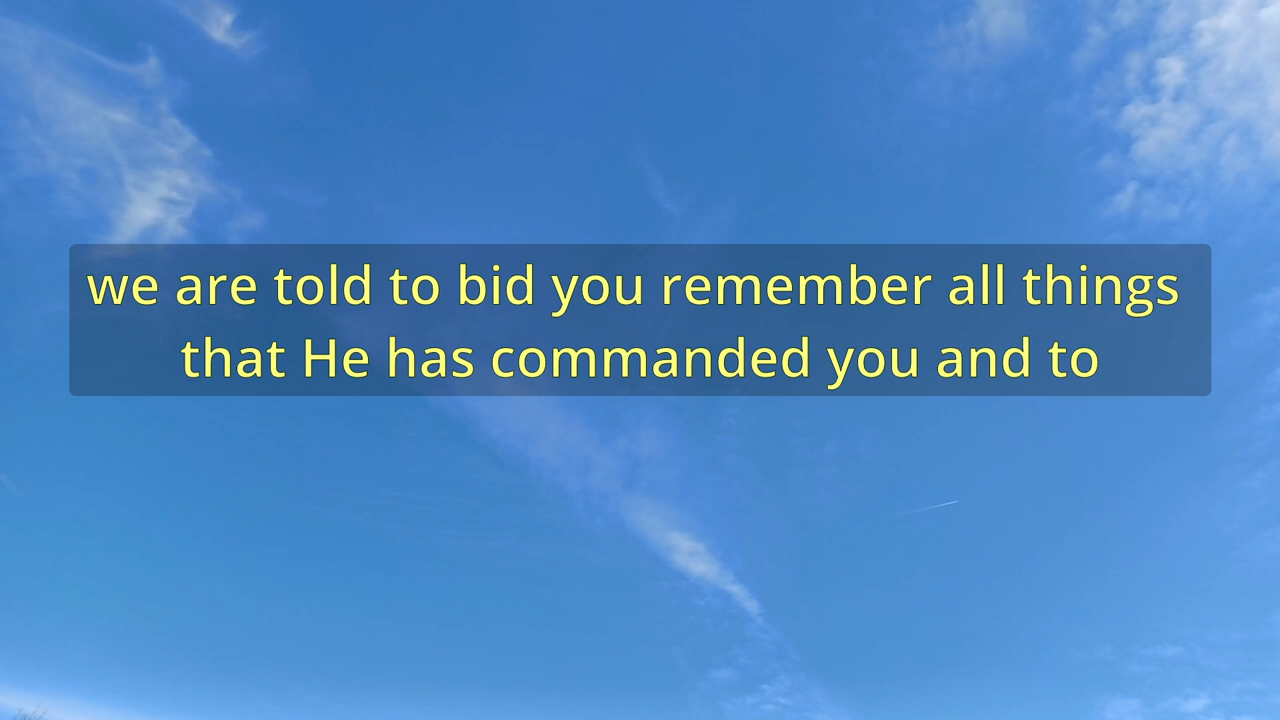 we are told to bid you remember all things
that He has commanded you and to